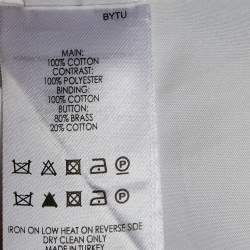 BYTU
MAIN:
100% COTTON
CONTRAST:
100% POLYESTER
BINDING:
100% COTTON
BUTTON:
80% BRASS
20% COTTON
IRON ON LOW HEAT ON REVERSE SIDE
DRY CLEAN ONLY
MADE IN TURKEY